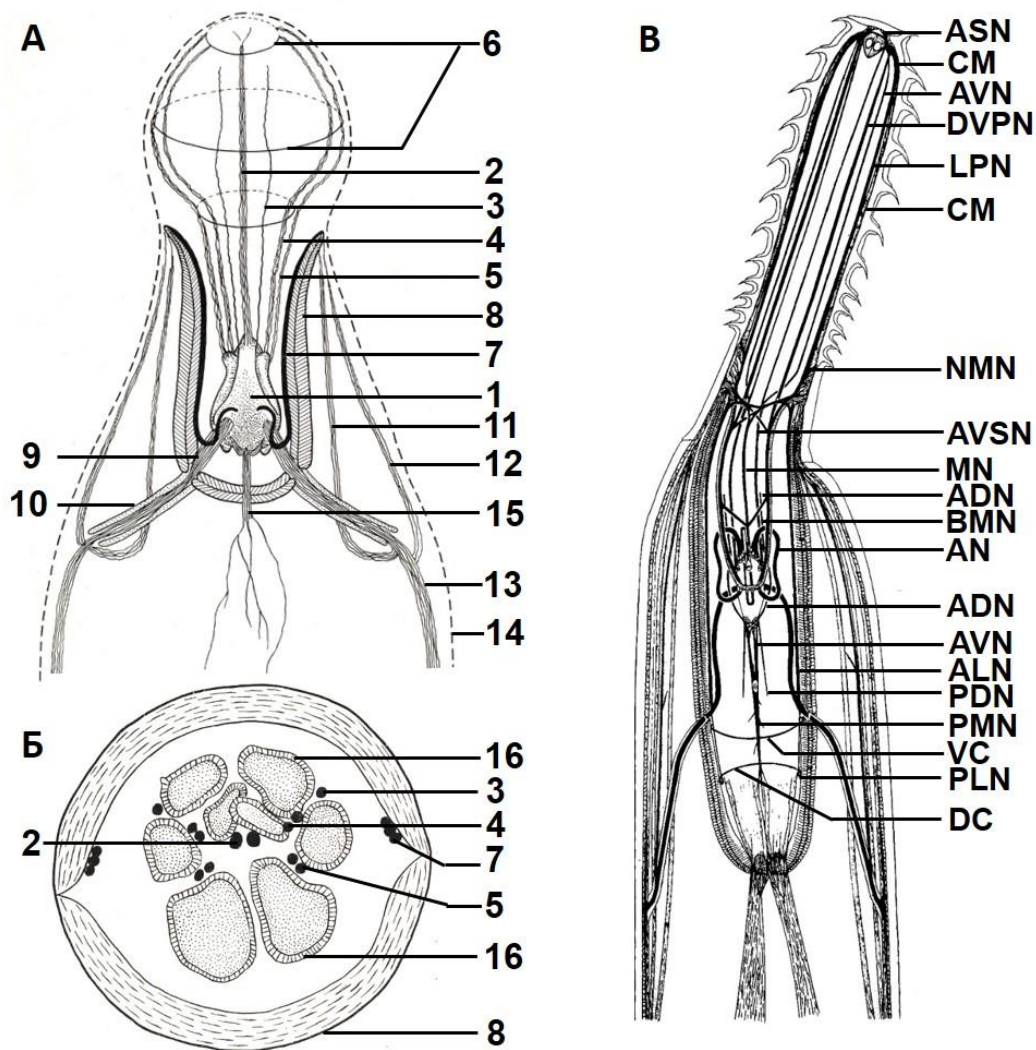 А
6
2
3
4
5
8
7
1
11
12
9
10
15
13
14
Б
16
3
4
2
7
5
16
8
В
ASN
CM
AVN
DVPN
LPN
CM
NMN
AVSN
MN
ADN
BMN
AN
ADN
AVN
ALN
PDN
PMN
VC
PLN
DC